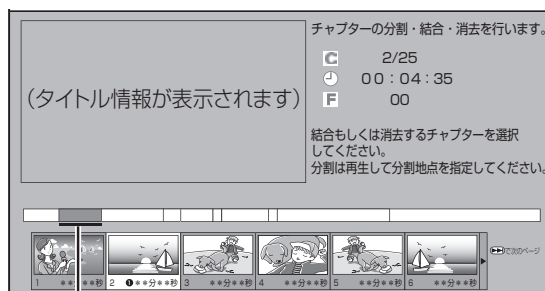 チャプターの分割・結合・消去を行います。
(タイトル情報が表示されます)
C 2/25
00：04：35
F 00
結合もしくは消去するチャプターを選択
してください。
分割は再生して分割地点を指定してください。
1 **分**秒 2 ❶**分**秒 3 **分**秒 4 **分**秒 5 **分**秒 6 **分**秒
▶▶で次のページ